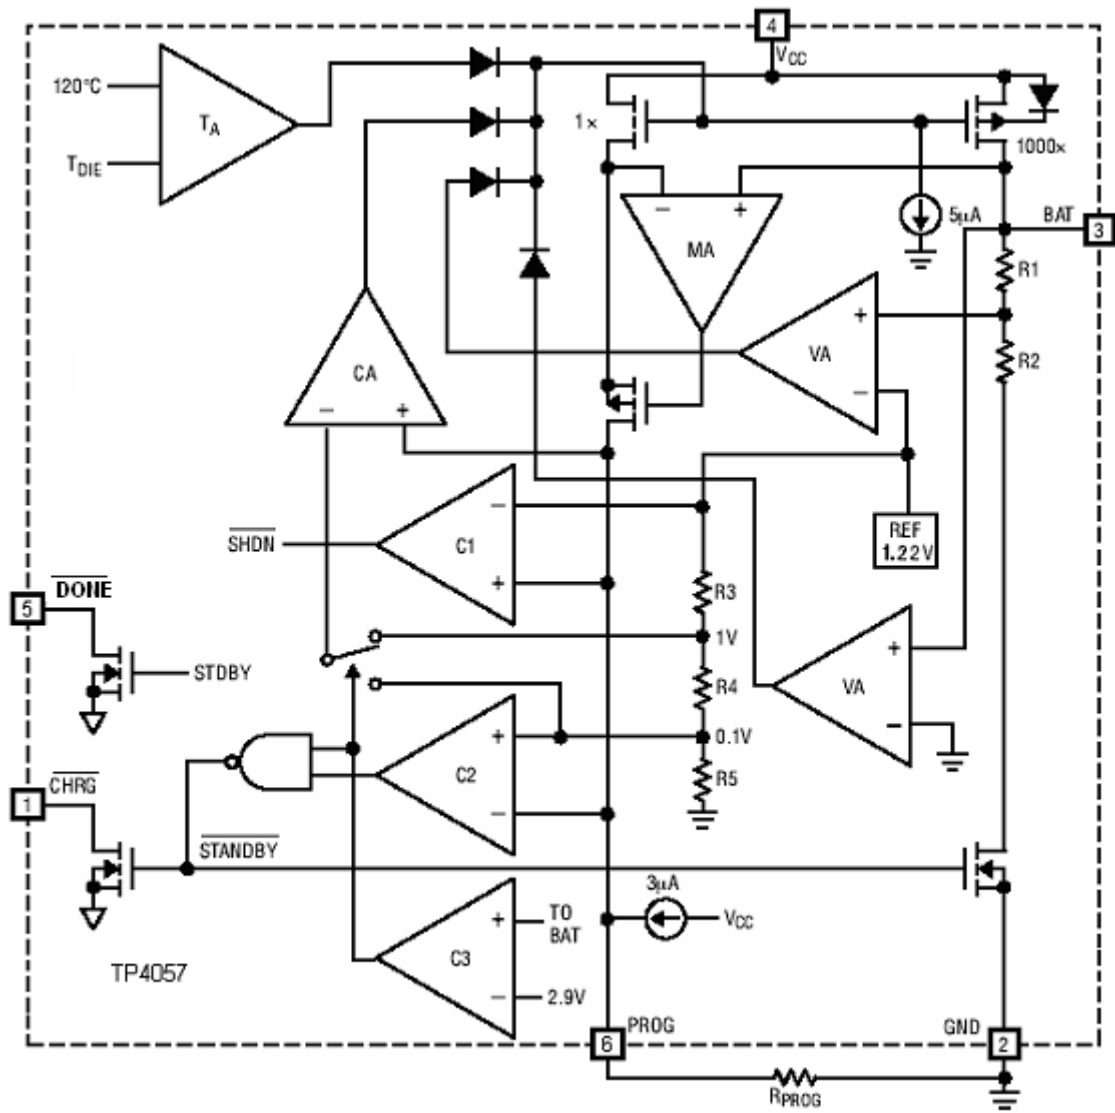 4
VCC
120°C
TA
1×
1000×
TDIE
− +
5µA
BAT
3
MA
R1
+
VA
R2
CA
−
− +
−
C1
REF
1.22V
SHDN
+
R3
DONE
5
1V
+
STDBY
R4
VA
+
0.1V
−
CHRG
C2
R5
1
−
STANDBY
3µA
+
TO
BAT
VCC
C3
TP4057
−
2.9V
PROG
GND
6
2
RPROG